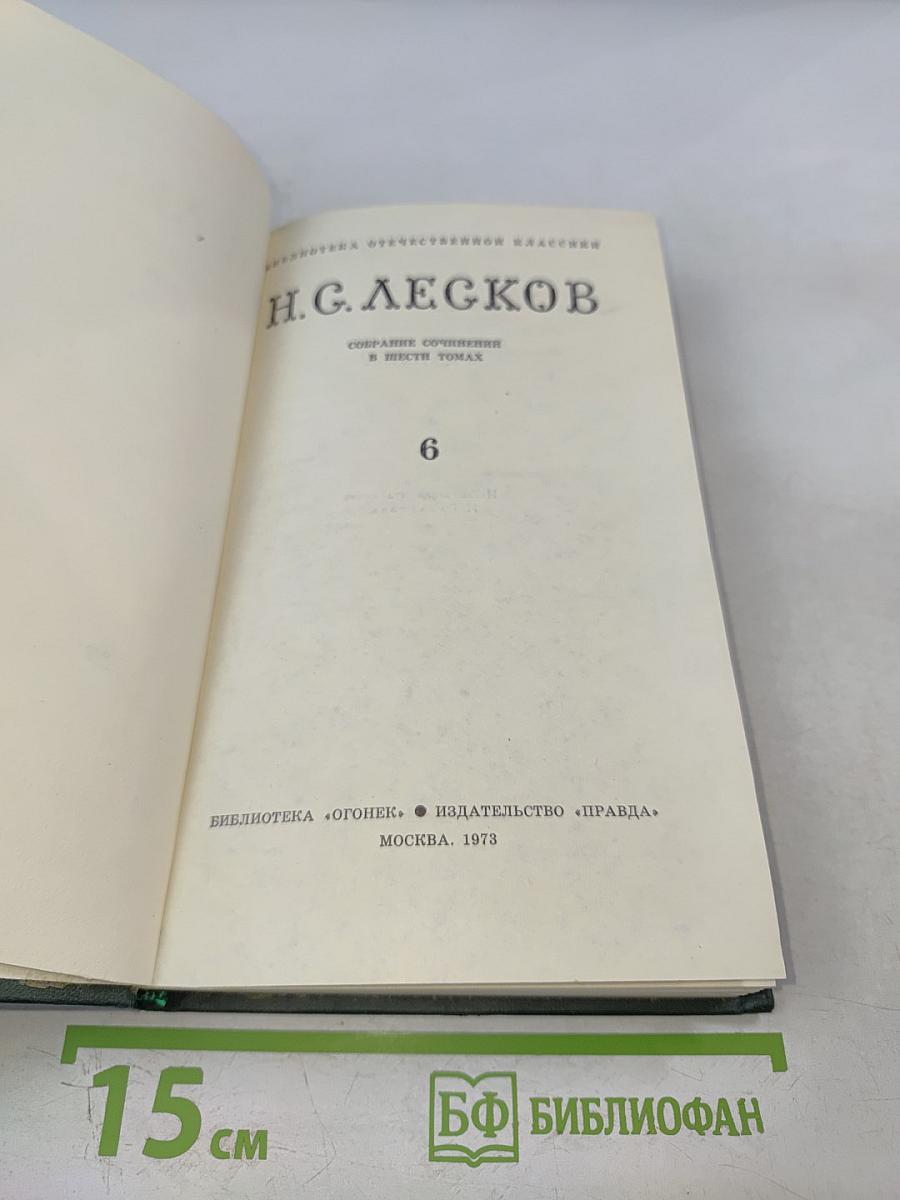 БИБЛИОТЕКА ОТЕЧЕСТВЕННОЙ КЛАССИКИ
Н. С. ЛЕСКОВ
СОБРАНИЕ СОЧИНЕНИЙ
В ШЕСТИ ТОМАХ
6
БИБЛИОТЕКА «ОГОНЕК» ● ИЗДАТЕЛЬСТВО «ПРАВДА»
МОСКВА. 1973
15 см
БФ БИБЛИОФАН